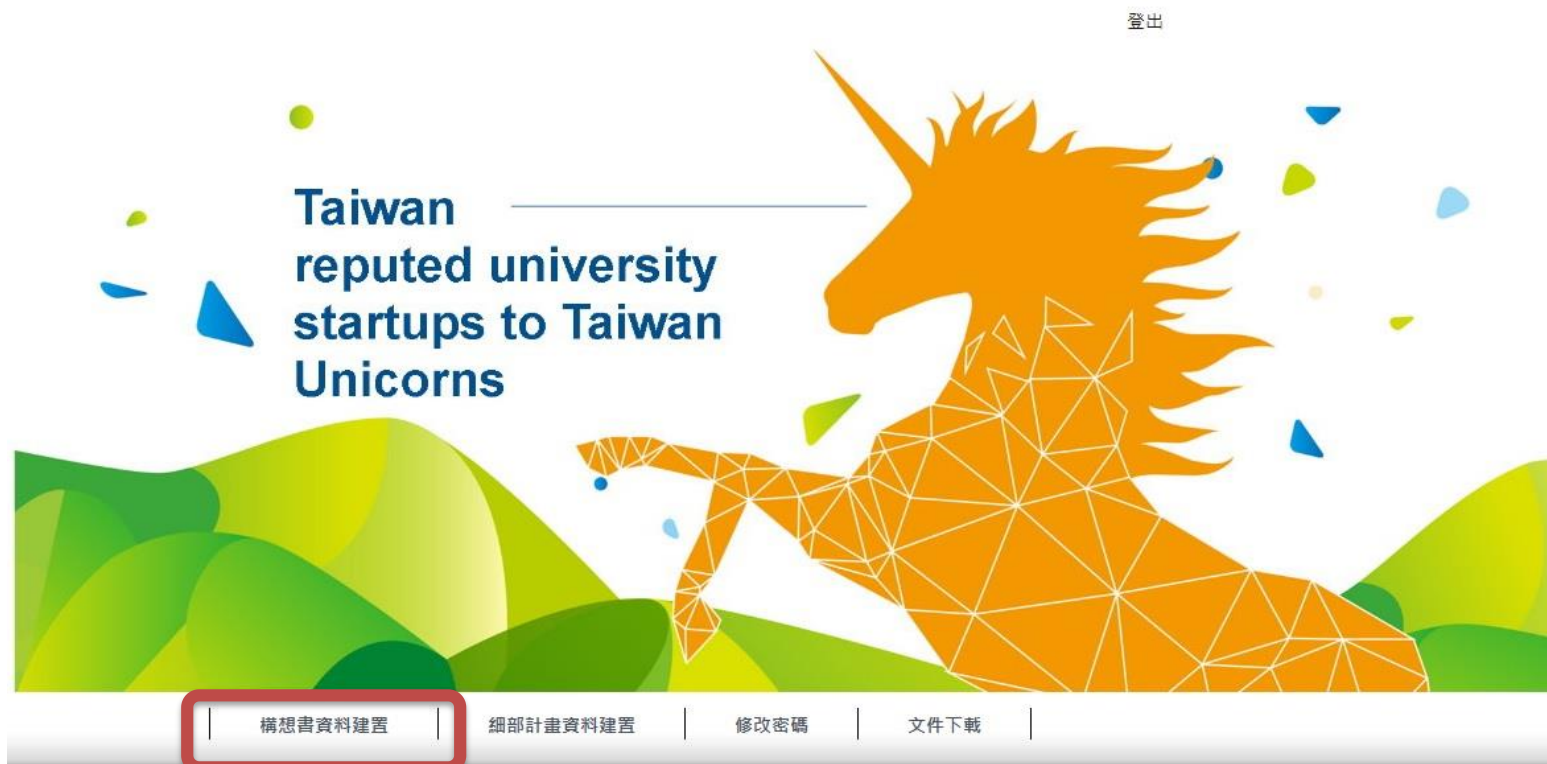 登出
Taiwan
reputed university
startups to Taiwan
Unicorns
構想書資料建置 細部計畫資料建置 修改密碼 文件下載